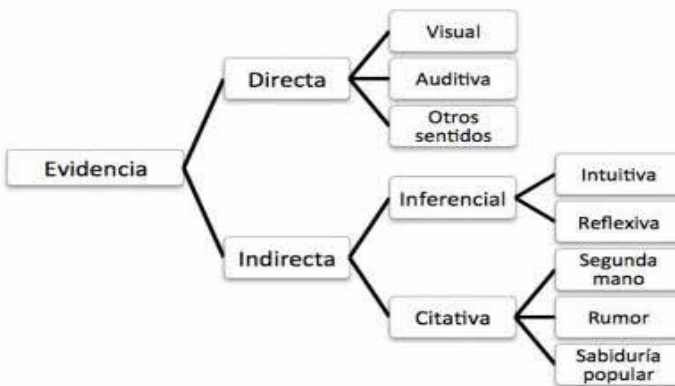 Evidencia
Directa
Visual
Auditiva
Otros
sentidos
Indirecta
Inferencial
Intuitiva
Reflexiva
Citativa
Segunda
mano
Rumor
Sabiduría
popular